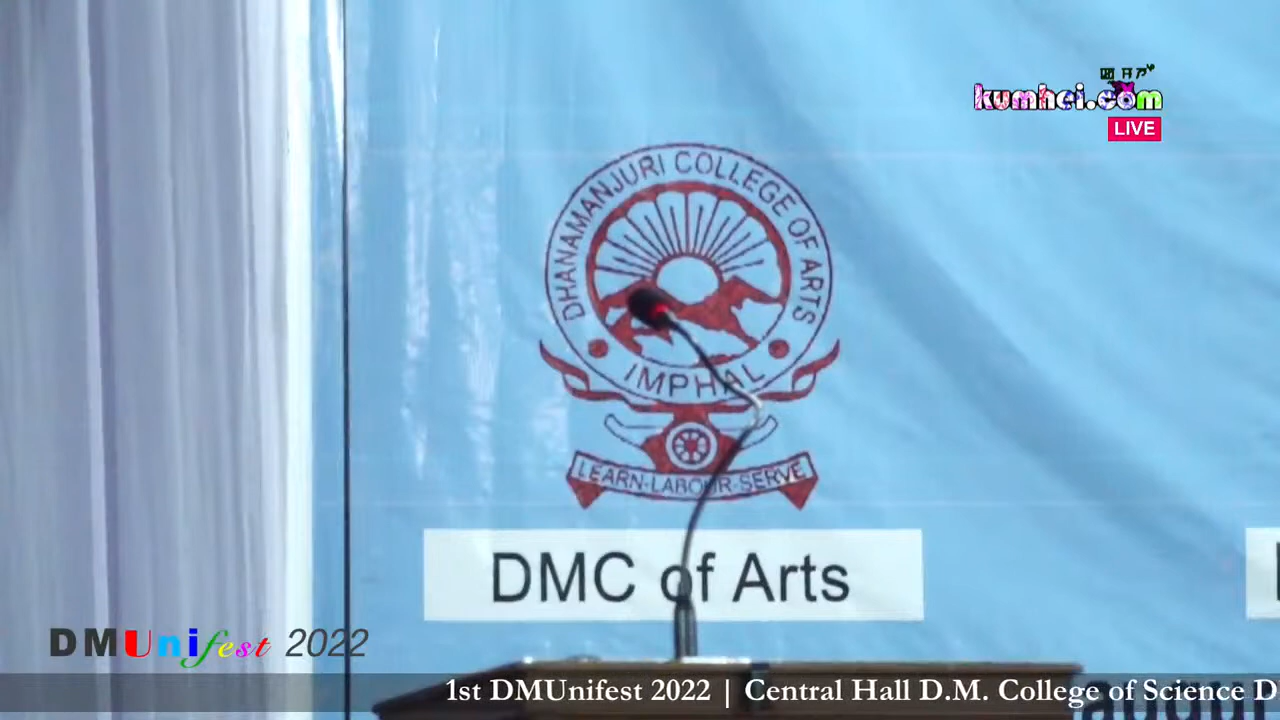 kumhei.com
LIVE
DHANAMANJURI COLLEGE OF ARTS
IMPHAL
LEARN-LABOUR-SERVE
DMC of Arts
DMUnifest 2022
1st DMUnifest 2022 | Central Hall D.M. College of Science D